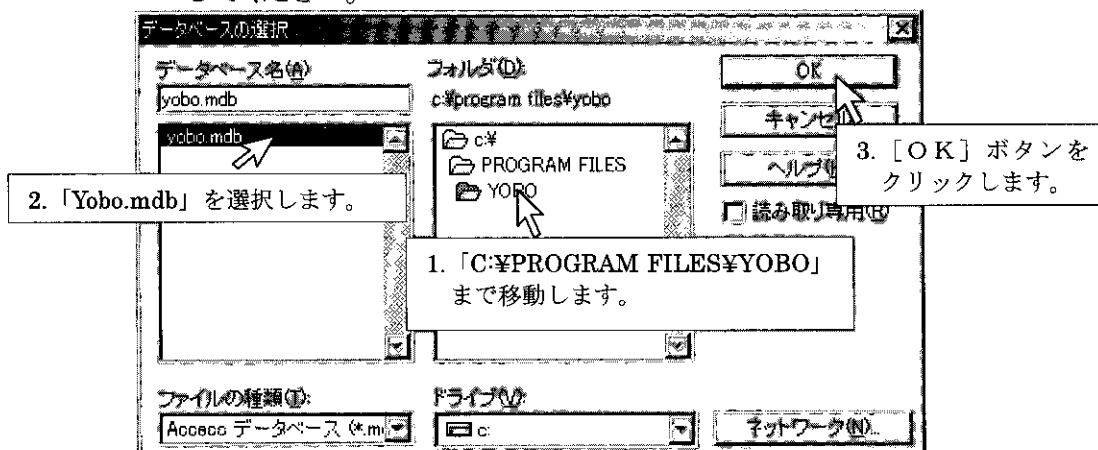 ください。
データベースの選択
データベース名(A)
yobo.mdb
yobo.mdb
フォルダ(D):
c:¥program files¥yobo
c:¥
PROGRAM FILES
YOBO
OK
キャンセル
ヘルプ(H)
読み取り専用(R)
1.「C:¥PROGRAM FILES¥YOBO」
まで移動します。
2.「Yobo.mdb」を選択します。
3.［ＯＫ］ボタンを
クリックします。
ファイルの種類(T):
Access データベース (*.m
ドライブ(V):
c:
ネットワーク(N)...